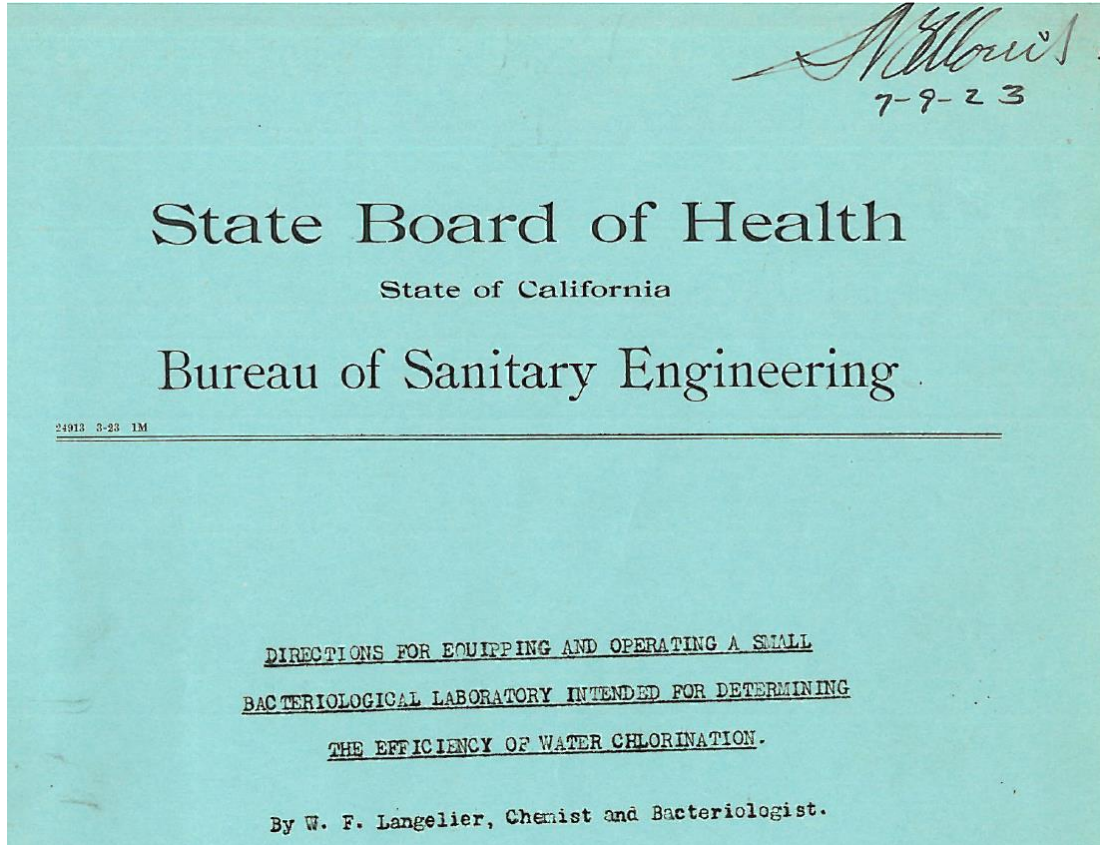 7-9-23
State Board of Health
State of California
Bureau of Sanitary Engineering
24913 3-23 1M
DIRECTIONS FOR EQUIPPING AND OPERATING A SMALL
BACTERIOLOGICAL LABORATORY INTENDED FOR DETERMINING
THE EFFICIENCY OF WATER CHLORINATION.
By W. F. Langelier, Chemist and Bacteriologist.